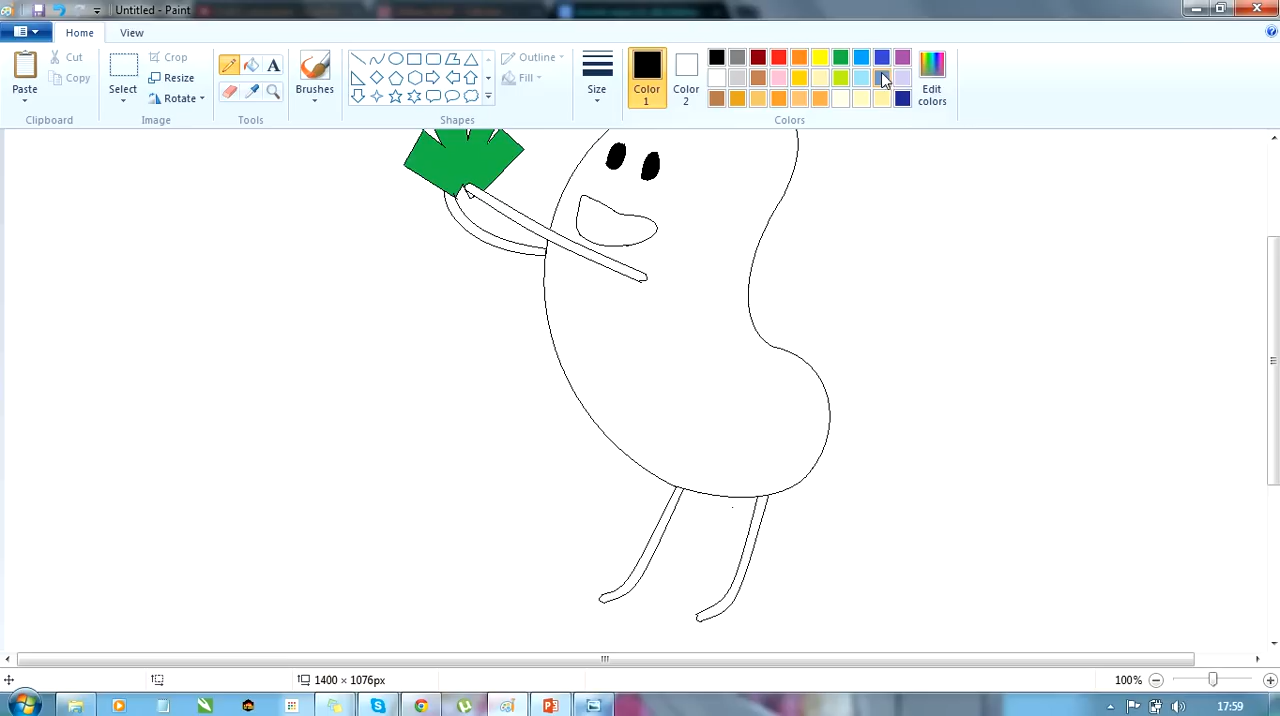 Untitled - Paint
Home View
Paste
Cut
Copy
Clipboard
Select
Crop
Resize
Rotate
Image
A
Tools
Brushes
Shapes
Outline
Fill
Size
Color 1
Color 2
Edit colors
Colors
1400 × 1076px
100%
17:59